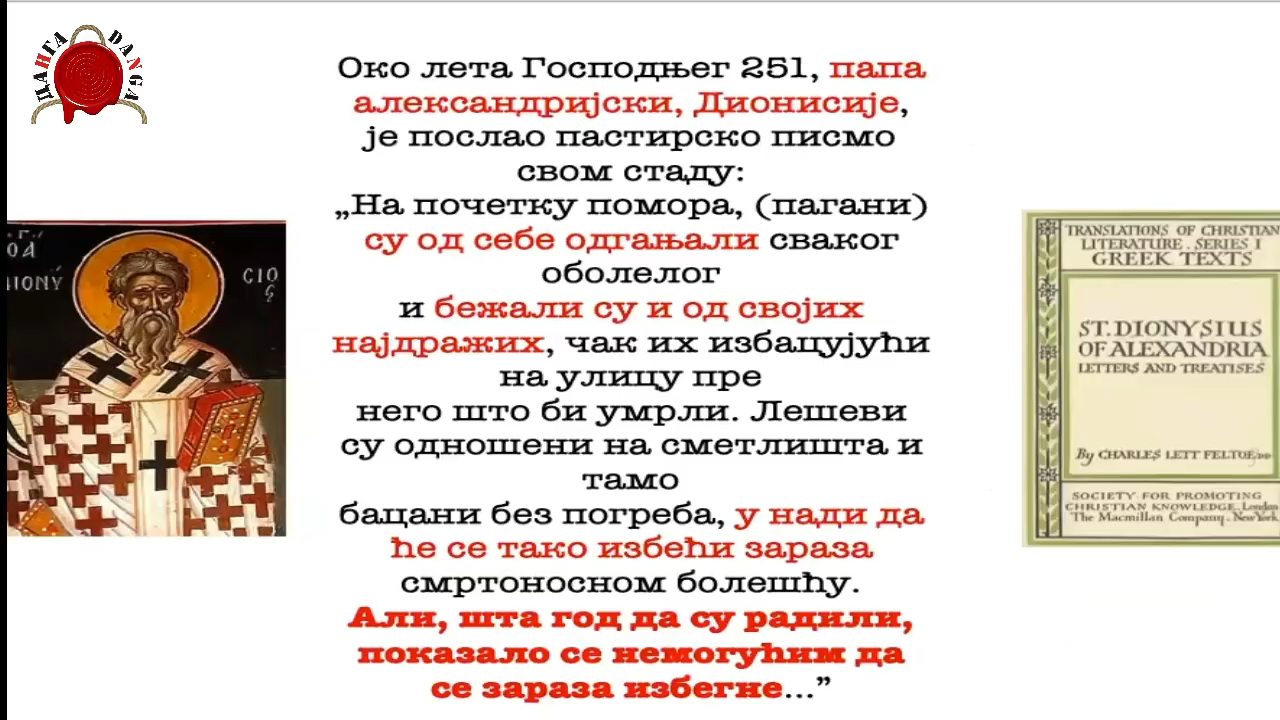 ДАНГА DANGA
Око лета Господњег 251, папа
александријски, Дионисије,
је послао пастирско писмо
свом стаду:
„На почетку помора, (пагани)
су од себе одгањали сваког
оболелог
и бежали су и од својих
најдражих, чак их избацујући
на улицу пре
него што би умрли. Лешеви
су одношени на сметлишта и
тамо
бацани без погреба, у нади да
ће се тако избећи зараза
смртоносном болешћу.
Али, шта год да су радили,
показало се немогућим да
се зараза избегне...”
ΙΟΝΥ
ΣΙΟ
ς
TRANSLATIONS OF CHRISTIAN
LITERATURE. SERIES I
GREEK TEXTS
ST. DIONYSIUS
OF ALEXANDRIA
LETTERS AND TREATISES
By CHARLES LETT FELTOE, DD
SOCIETY FOR PROMOTING
CHRISTIAN KNOWLEDGE. London
The Macmillan Company. New York